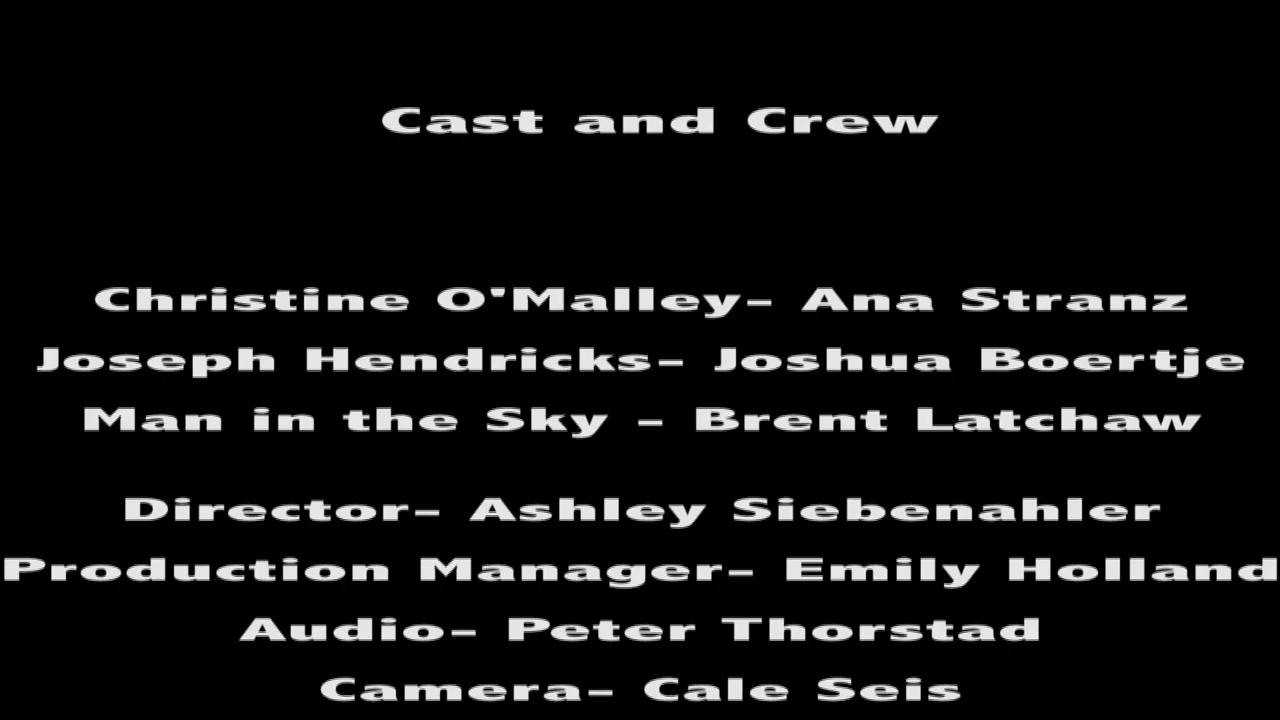 Cast and Crew
Christine O'Malley- Ana Stranz
Joseph Hendricks- Joshua Boertje
Man in the Sky - Brent Latchaw
Director- Ashley Siebenahler
Production Manager- Emily Holland
Audio- Peter Thorstad
Camera- Cale Seis